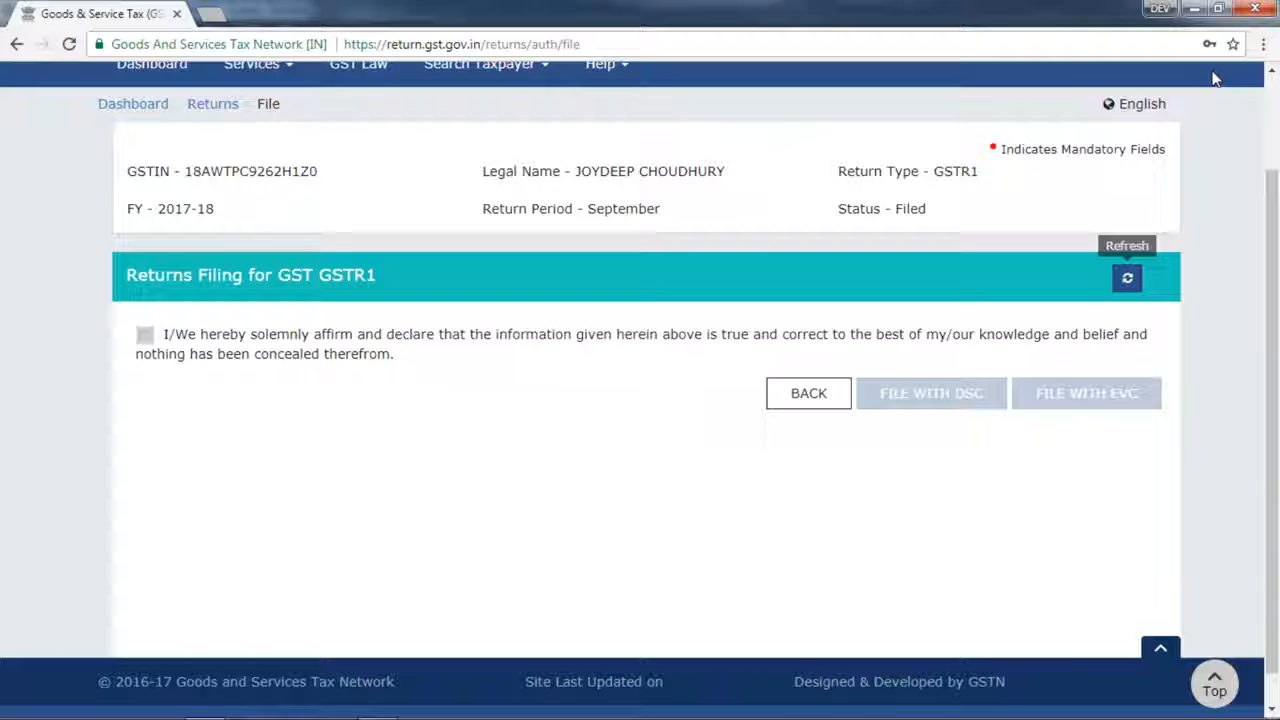 Goods & Service Tax (GS
DEV
Goods And Services Tax Network [IN]
https://return.gst.gov.in/returns/auth/file
Dashboard Services GST Law Search Taxpayer Help
Dashboard Returns File
English
Indicates Mandatory Fields
GSTIN - 18AWTPC9262H1Z0
Legal Name - JOYDEEP CHOUDHURY
Return Type - GSTR1
FY - 2017-18
Return Period - September
Status - Filed
Refresh
Returns Filing for GST GSTR1
I/We hereby solemnly affirm and declare that the information given herein above is true and correct to the best of my/our knowledge and belief and
nothing has been concealed therefrom.
BACK
FILE WITH DSC
FILE WITH EVC
© 2016-17 Goods and Services Tax Network
Site Last Updated on
Designed & Developed by GSTN
Top